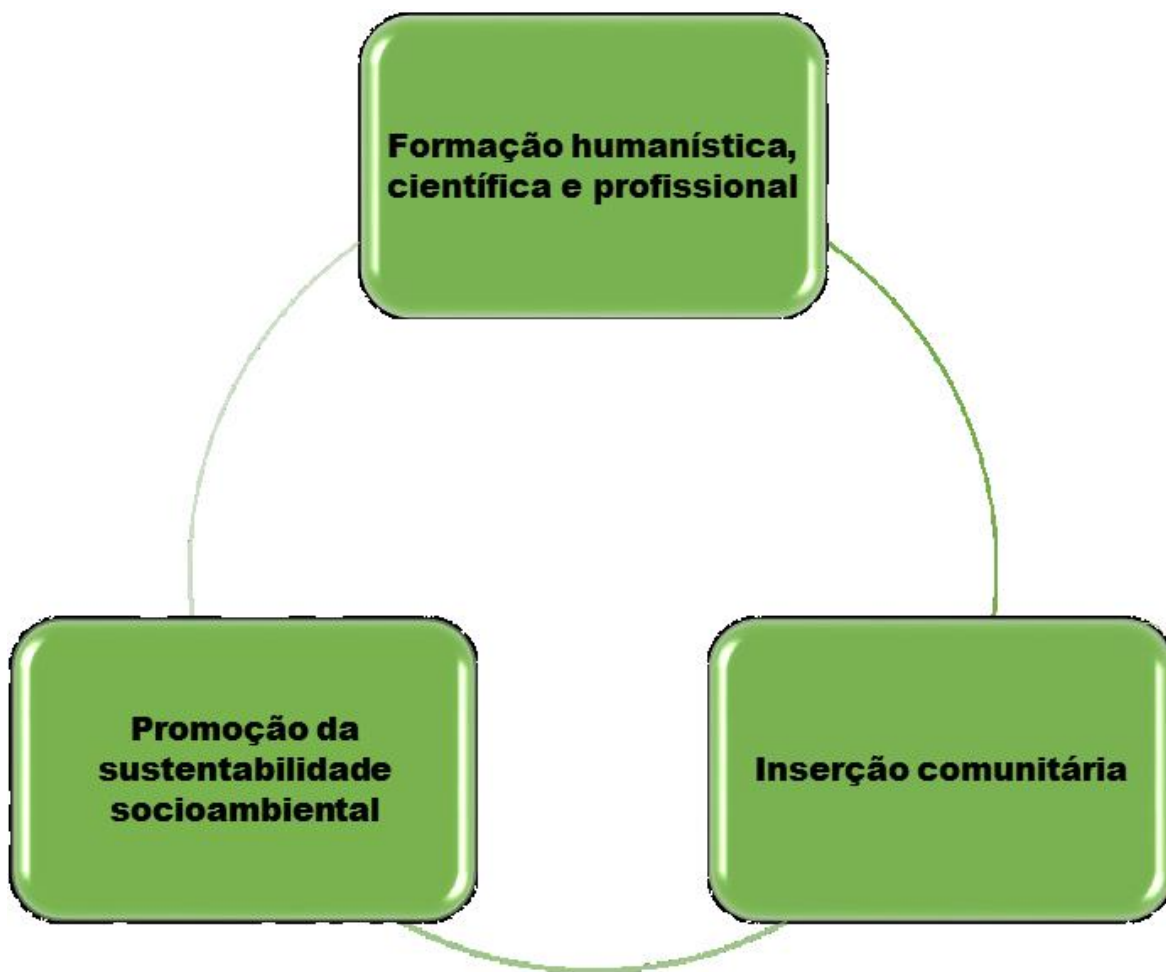 Formação humanística,
científica e profissional
Promoção da
sustentabilidade
socioambiental
Inserção comunitária